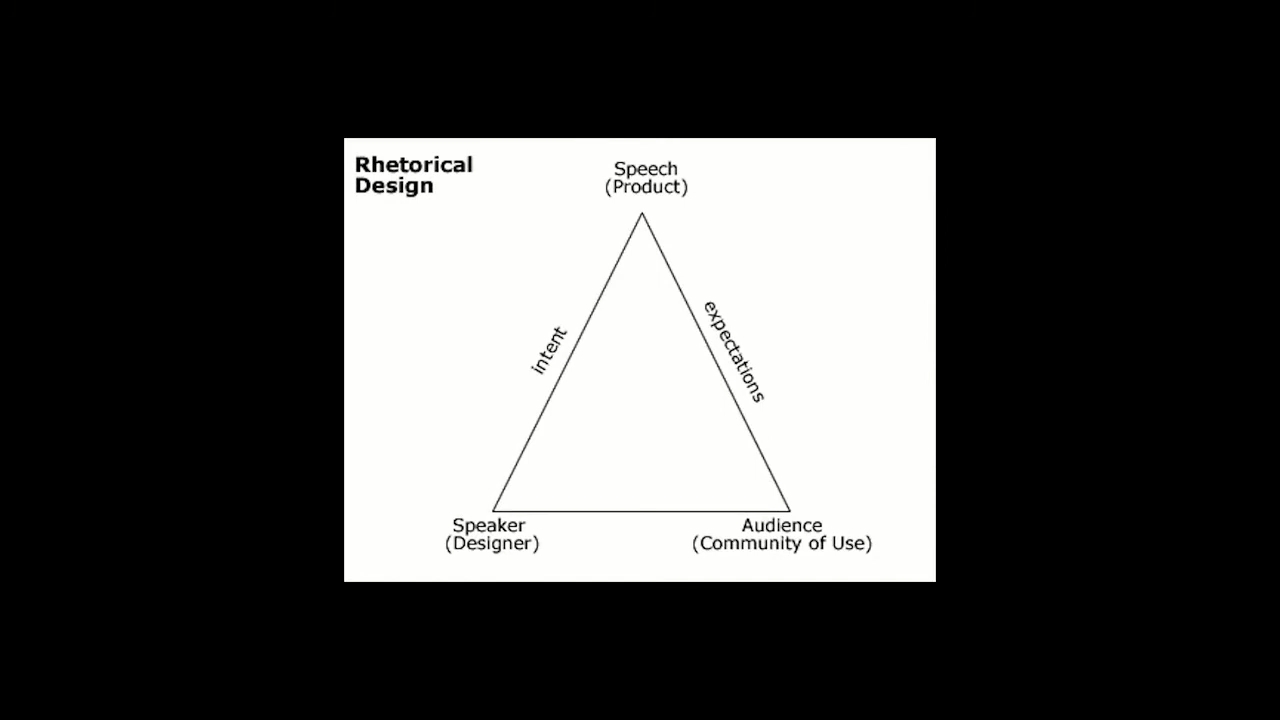 Rhetorical
Design
Speech
(Product)
intent
expectations
Speaker
(Designer)
Audience
(Community of Use)